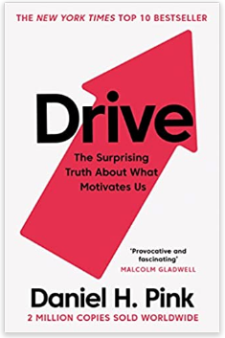 THE NEW YORK TIMES TOP 10 BESTSELLER
Drive
The Surprising
Truth About What
Motivates Us
'Provocative and
fascinating'
MALCOLM GLADWELL
Daniel H. Pink
2 MILLION COPIES SOLD WORLDWIDE